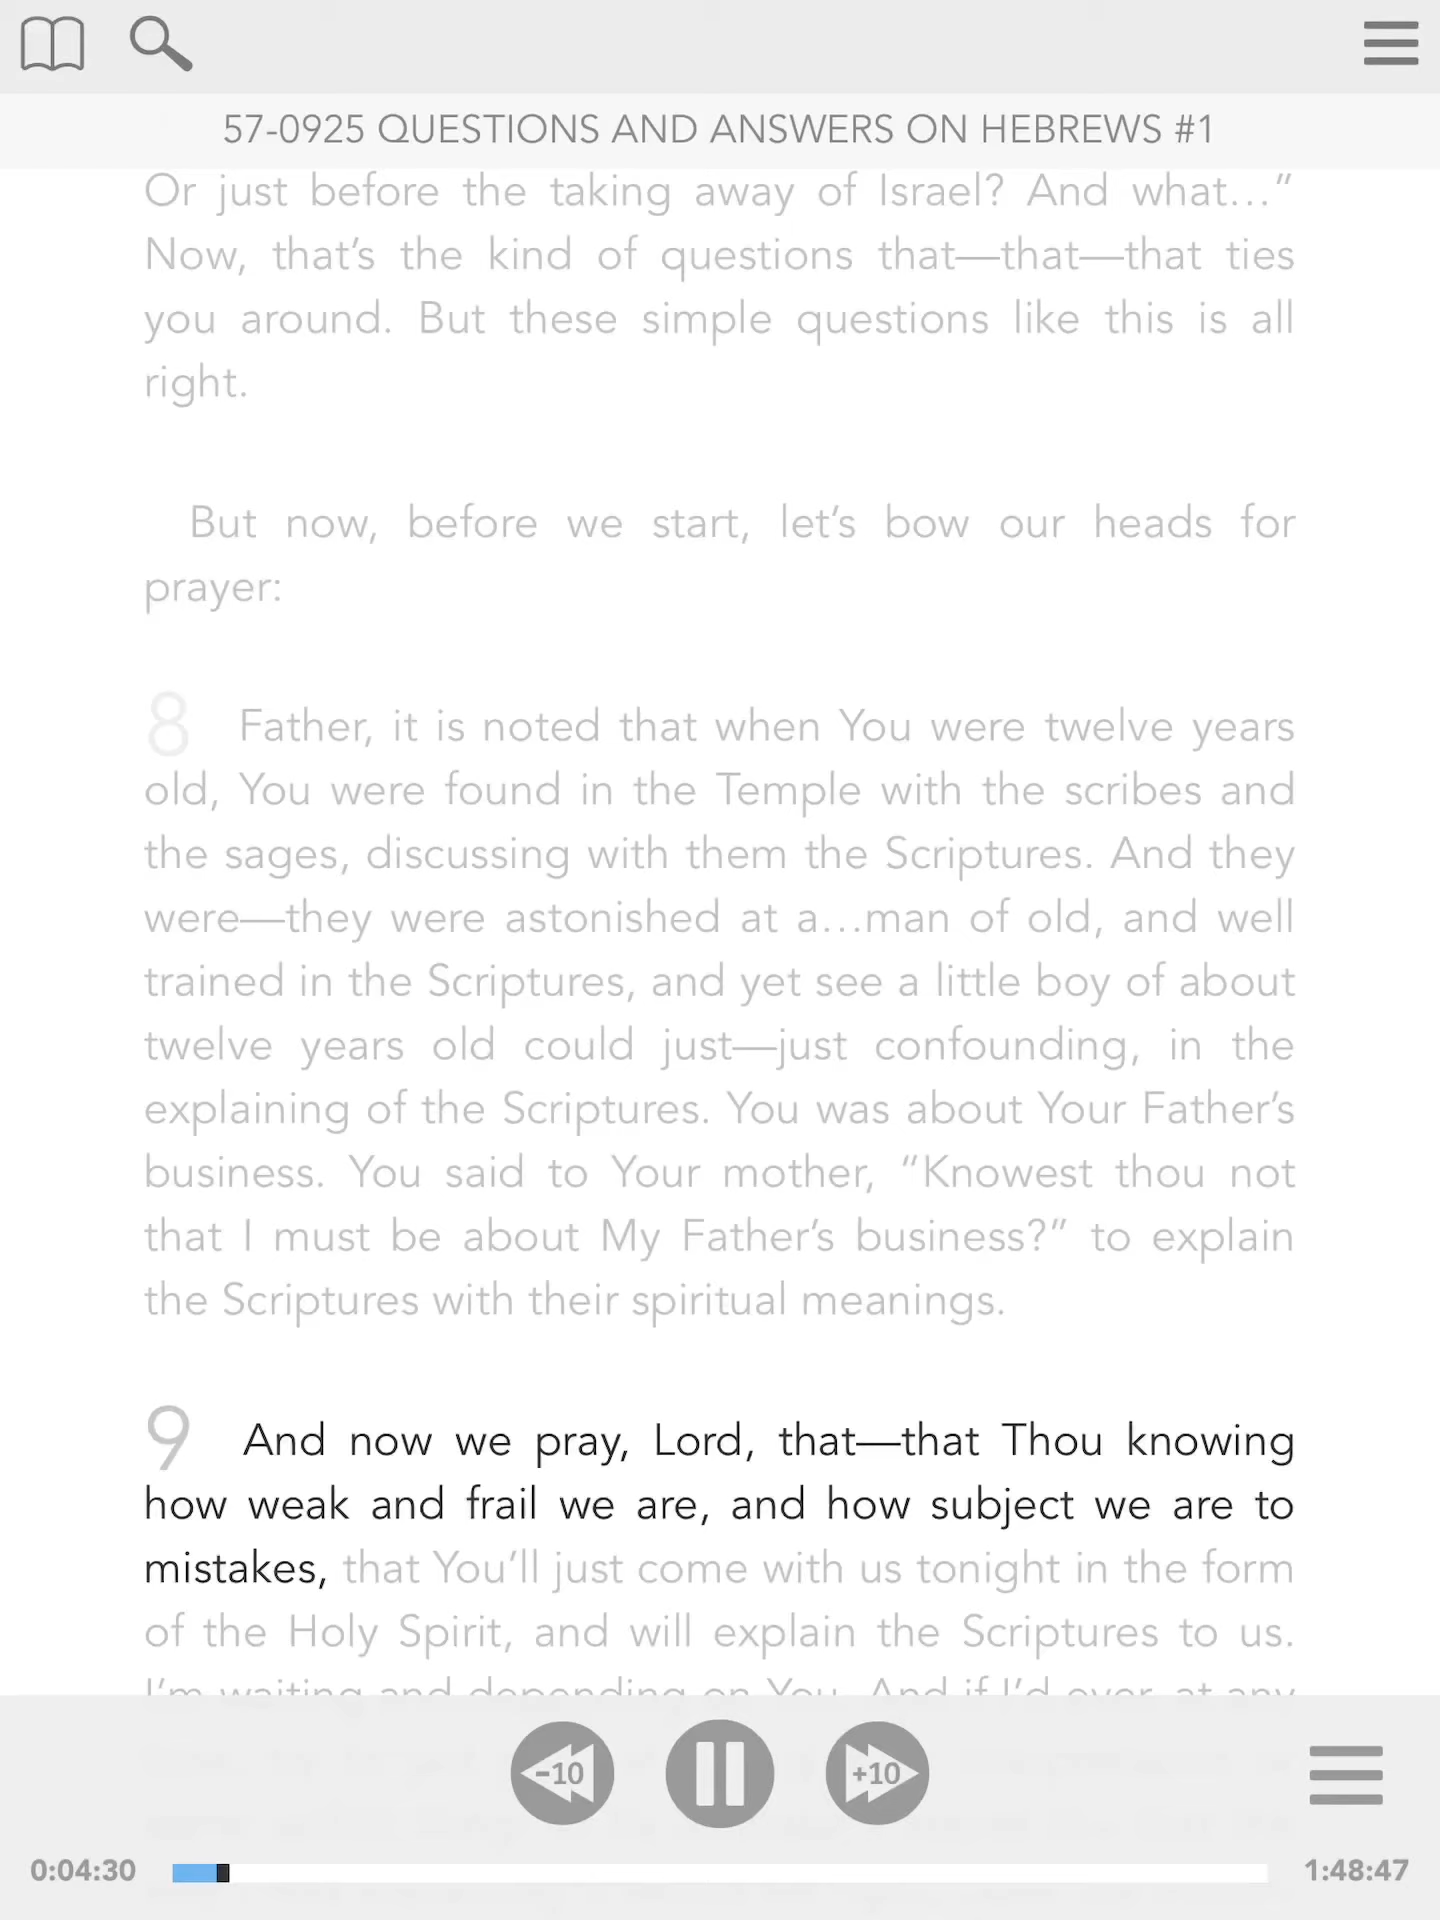 57-0925 QUESTIONS AND ANSWERS ON HEBREWS #1
Or just before the taking away of Israel? And what…”
Now, that’s the kind of questions that—that—that ties
you around. But these simple questions like this is all
right.
But now, before we start, let’s bow our heads for
prayer:
8 Father, it is noted that when You were twelve years
old, You were found in the Temple with the scribes and
the sages, discussing with them the Scriptures. And they
were—they were astonished at a…man of old, and well
trained in the Scriptures, and yet see a little boy of about
twelve years old could just—just confounding, in the
explaining of the Scriptures. You was about Your Father’s
business. You said to Your mother, “Knowest thou not
that I must be about My Father’s business?” to explain
the Scriptures with their spiritual meanings.
9 And now we pray, Lord, that—that Thou knowing
how weak and frail we are, and how subject we are to
mistakes, that You’ll just come with us tonight in the form
of the Holy Spirit, and will explain the Scriptures to us.
I’m waiting and depending on You. And if I’d ever, at any
-10 +10
0:04:30 1:48:47